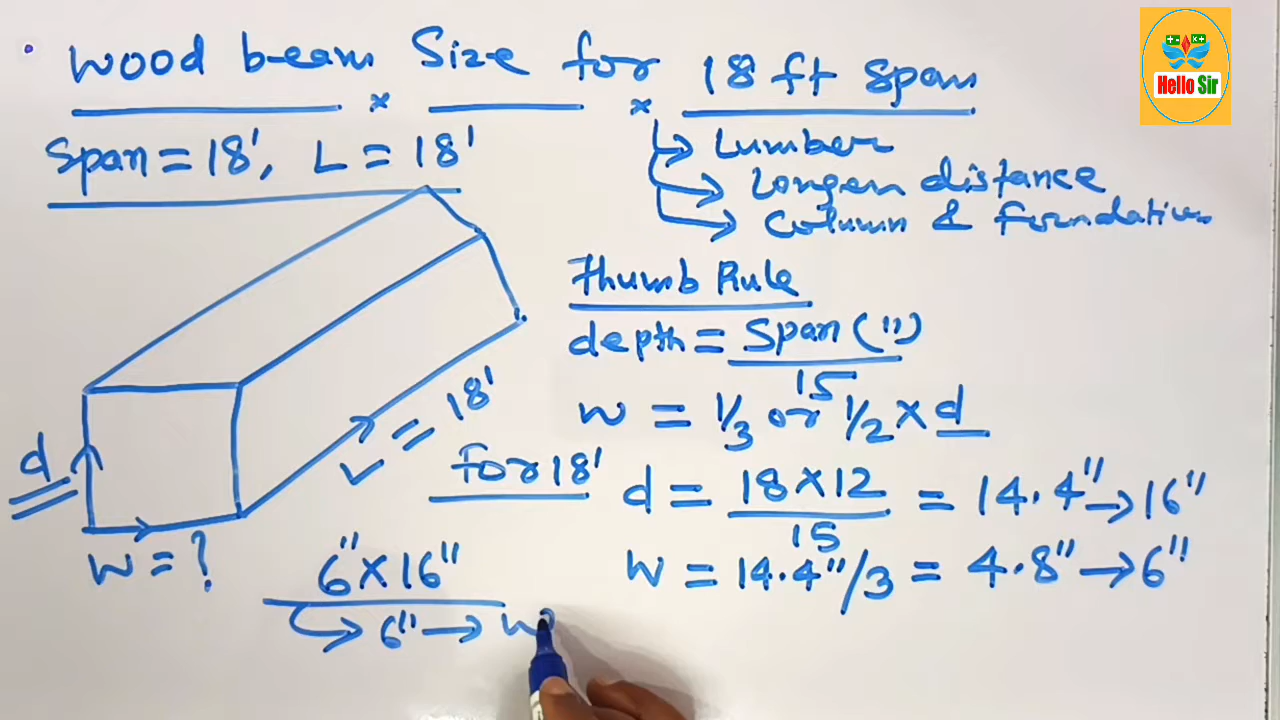 Wood beam Size for 18 ft span
Hello Sir
Span = 18', L = 18'
Lumber
Longer distance
Column & foundation
Thumb Rule
depth = Span (")/15
W = 1/3 or 1/2 × d
d
L = 18'
W = ?
for 18'
d = 18×12/15 = 14.4" → 16"
W = 14.4"/3 = 4.8" → 6"
6" × 16"
6" → W